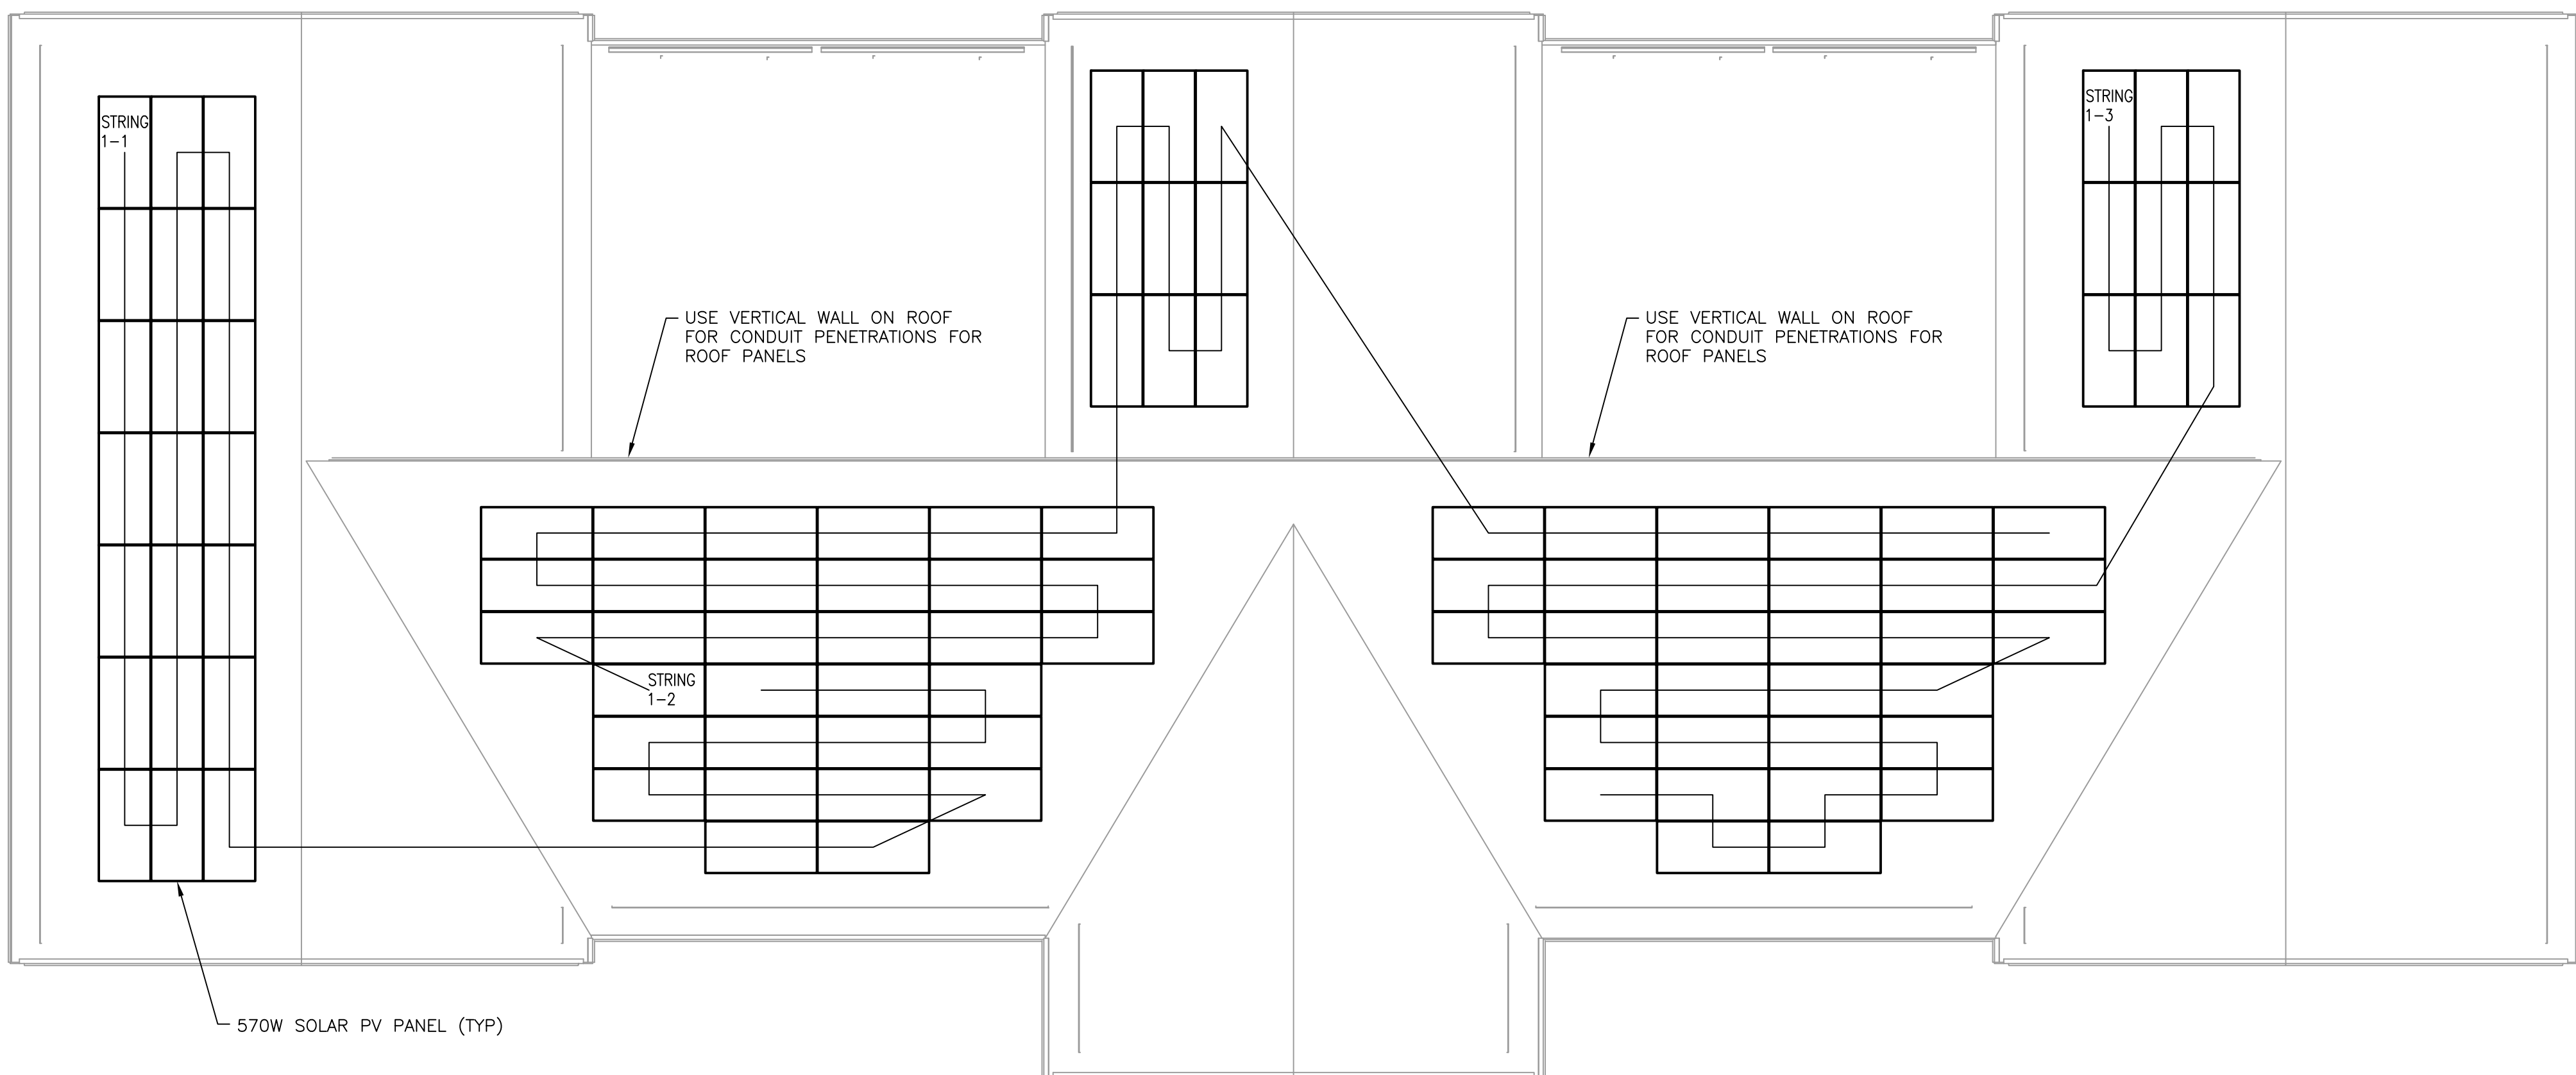 STRING
1-1
STRING
1-3
USE VERTICAL WALL ON ROOF
FOR CONDUIT PENETRATIONS FOR
ROOF PANELS
USE VERTICAL WALL ON ROOF
FOR CONDUIT PENETRATIONS FOR
ROOF PANELS
STRING
1-2
570W SOLAR PV PANEL (TYP)